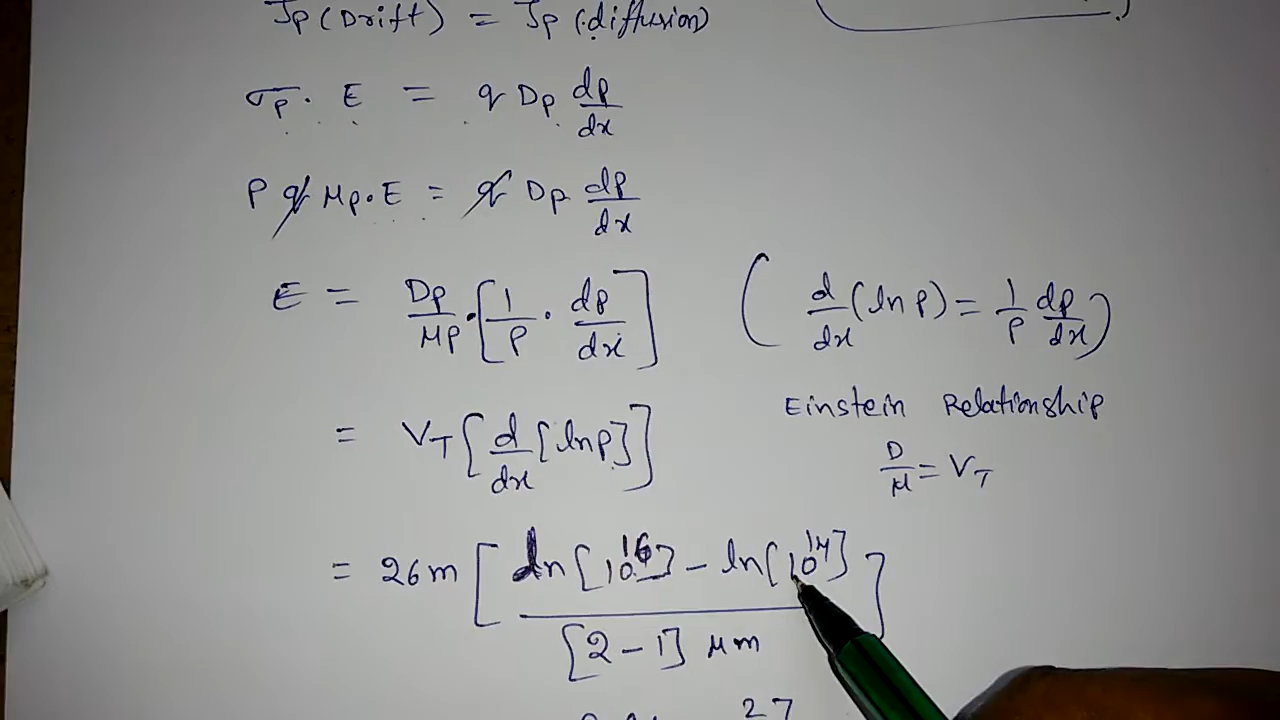 Jp (Drift) = Jp (diffusion)
σp · E = q Dp dp/dx
P q μp · E = q Dp dp/dx
E = Dp/μp · [1/P · dp/dx] ( d/dx (ln p) = 1/P dp/dx )
= VT [d/dx [ln p]]
Einstein Relationship
D/μ = VT
= 26m [ ln[10^16] - ln[10^14] / [2-1] μm ]
27